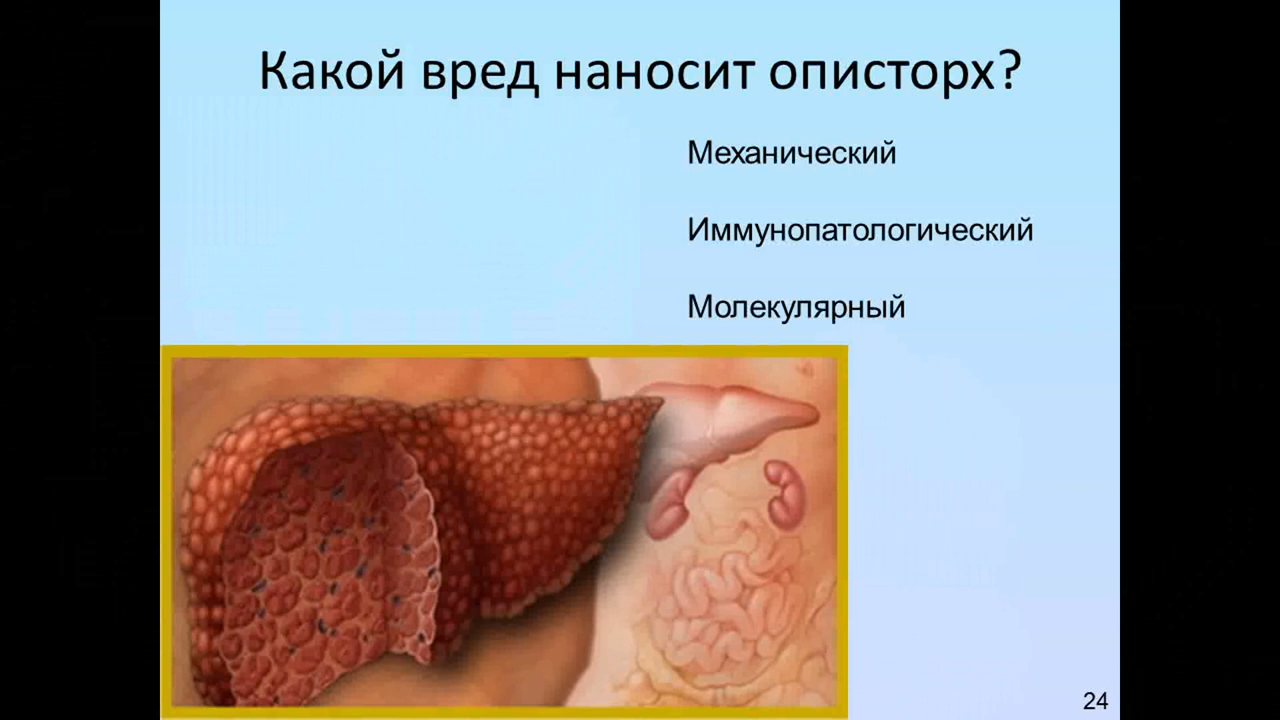 Какой вред наносит описторх?
Механический
Иммунопатологический
Молекулярный
24